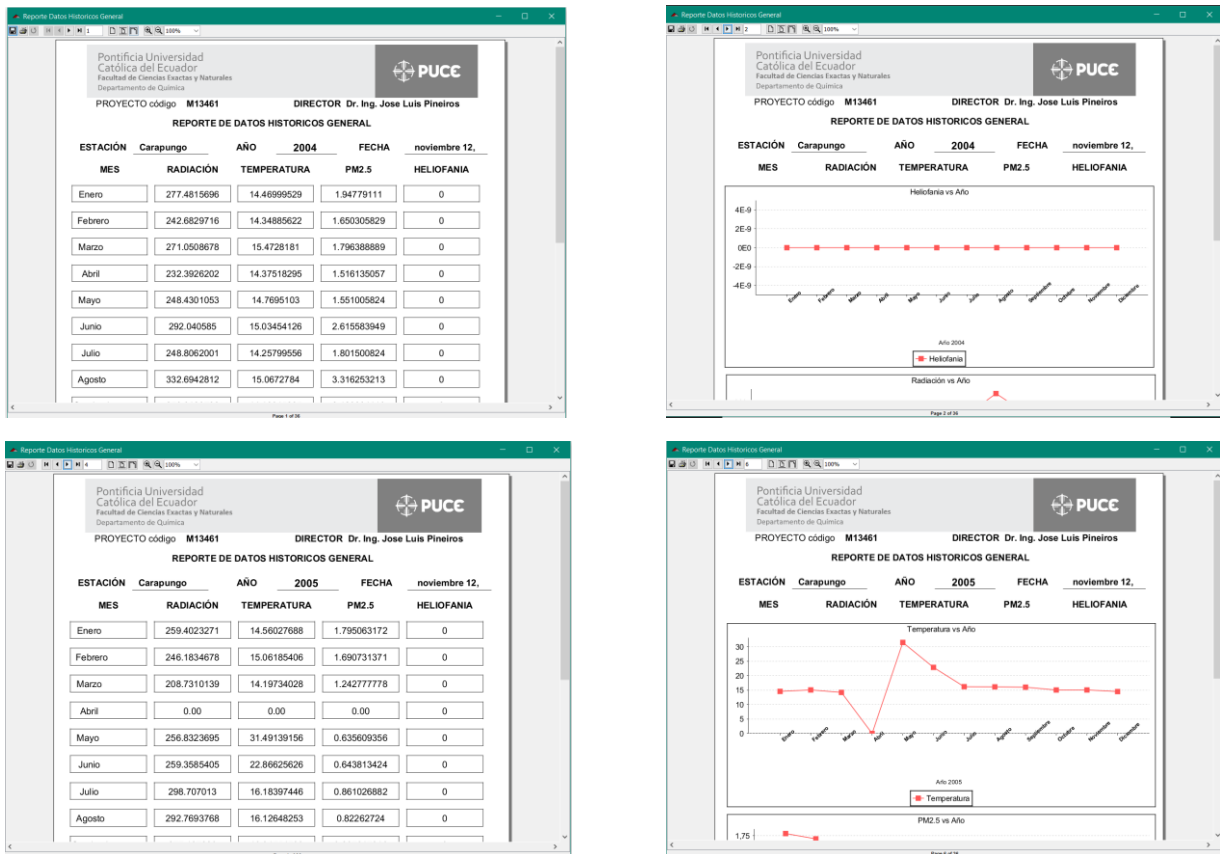 Reporte Datos Historicos General
1 100%
Pontificia Universidad
Católica del Ecuador
Facultad de Ciencias Exactas y Naturales
Departamento de Química
PUCE
PROYECTO código M13461 DIRECTOR Dr. Ing. Jose Luis Pineiros
REPORTE DE DATOS HISTORICOS GENERAL
ESTACIÓN Carapungo AÑO 2004 FECHA noviembre 12,
MES RADIACIÓN TEMPERATURA PM2.5 HELIOFANIA
Enero 277.4815696 14.46999529 1.94779111 0
Febrero 242.6829716 14.34885622 1.650305829 0
Marzo 271.0508678 15.4728181 1.796388889 0
Abril 232.3926202 14.37518295 1.516135057 0
Mayo 248.4301053 14.7695103 1.551005824 0
Junio 292.040585 15.03454126 2.615583949 0
Julio 248.8062001 14.25799556 1.801500824 0
Agosto 332.6942812 15.0672784 3.316253213 0
Page 1 of 36
Reporte Datos Historicos General
2 100%
Pontificia Universidad
Católica del Ecuador
Facultad de Ciencias Exactas y Naturales
Departamento de Química
PUCE
PROYECTO código M13461 DIRECTOR Dr. Ing. Jose Luis Pineiros
REPORTE DE DATOS HISTORICOS GENERAL
ESTACIÓN Carapungo AÑO 2004 FECHA noviembre 12,
MES RADIACIÓN TEMPERATURA PM2.5 HELIOFANIA
Heliofania vs Año
4E-9
2E-9
0E0
-2E-9
-4E-9
Enero Febrero Marzo Abril Mayo Junio Julio Agosto Septiembre Octubre Noviembre Diciembre
Año 2004
Heliofania
Radiación vs Año
Page 2 of 36
Reporte Datos Historicos General
4 100%
Pontificia Universidad
Católica del Ecuador
Facultad de Ciencias Exactas y Naturales
Departamento de Química
PUCE
PROYECTO código M13461 DIRECTOR Dr. Ing. Jose Luis Pineiros
REPORTE DE DATOS HISTORICOS GENERAL
ESTACIÓN Carapungo AÑO 2005 FECHA noviembre 12,
MES RADIACIÓN TEMPERATURA PM2.5 HELIOFANIA
Enero 259.4023271 14.56027688 1.795063172 0
Febrero 246.1834678 15.06185406 1.690731371 0
Marzo 208.7310139 14.19734028 1.242777778 0
Abril 0.00 0.00 0.00 0
Mayo 256.8323695 31.49139156 0.635609356 0
Junio 259.3585405 22.86625626 0.643813424 0
Julio 298.707013 16.18397446 0.861026882 0
Agosto 292.7693768 16.12648253 0.82262724 0
Reporte Datos Historicos General
6 100%
Pontificia Universidad
Católica del Ecuador
Facultad de Ciencias Exactas y Naturales
Departamento de Química
PUCE
PROYECTO código M13461 DIRECTOR Dr. Ing. Jose Luis Pineiros
REPORTE DE DATOS HISTORICOS GENERAL
ESTACIÓN Carapungo AÑO 2005 FECHA noviembre 12,
MES RADIACIÓN TEMPERATURA PM2.5 HELIOFANIA
Temperatura vs Año
30
25
20
15
10
5
0
Enero Febrero Marzo Abril Mayo Junio Julio Agosto Septiembre Octubre Noviembre Diciembre
Año 2005
Temperatura
PM2.5 vs Año
1.75